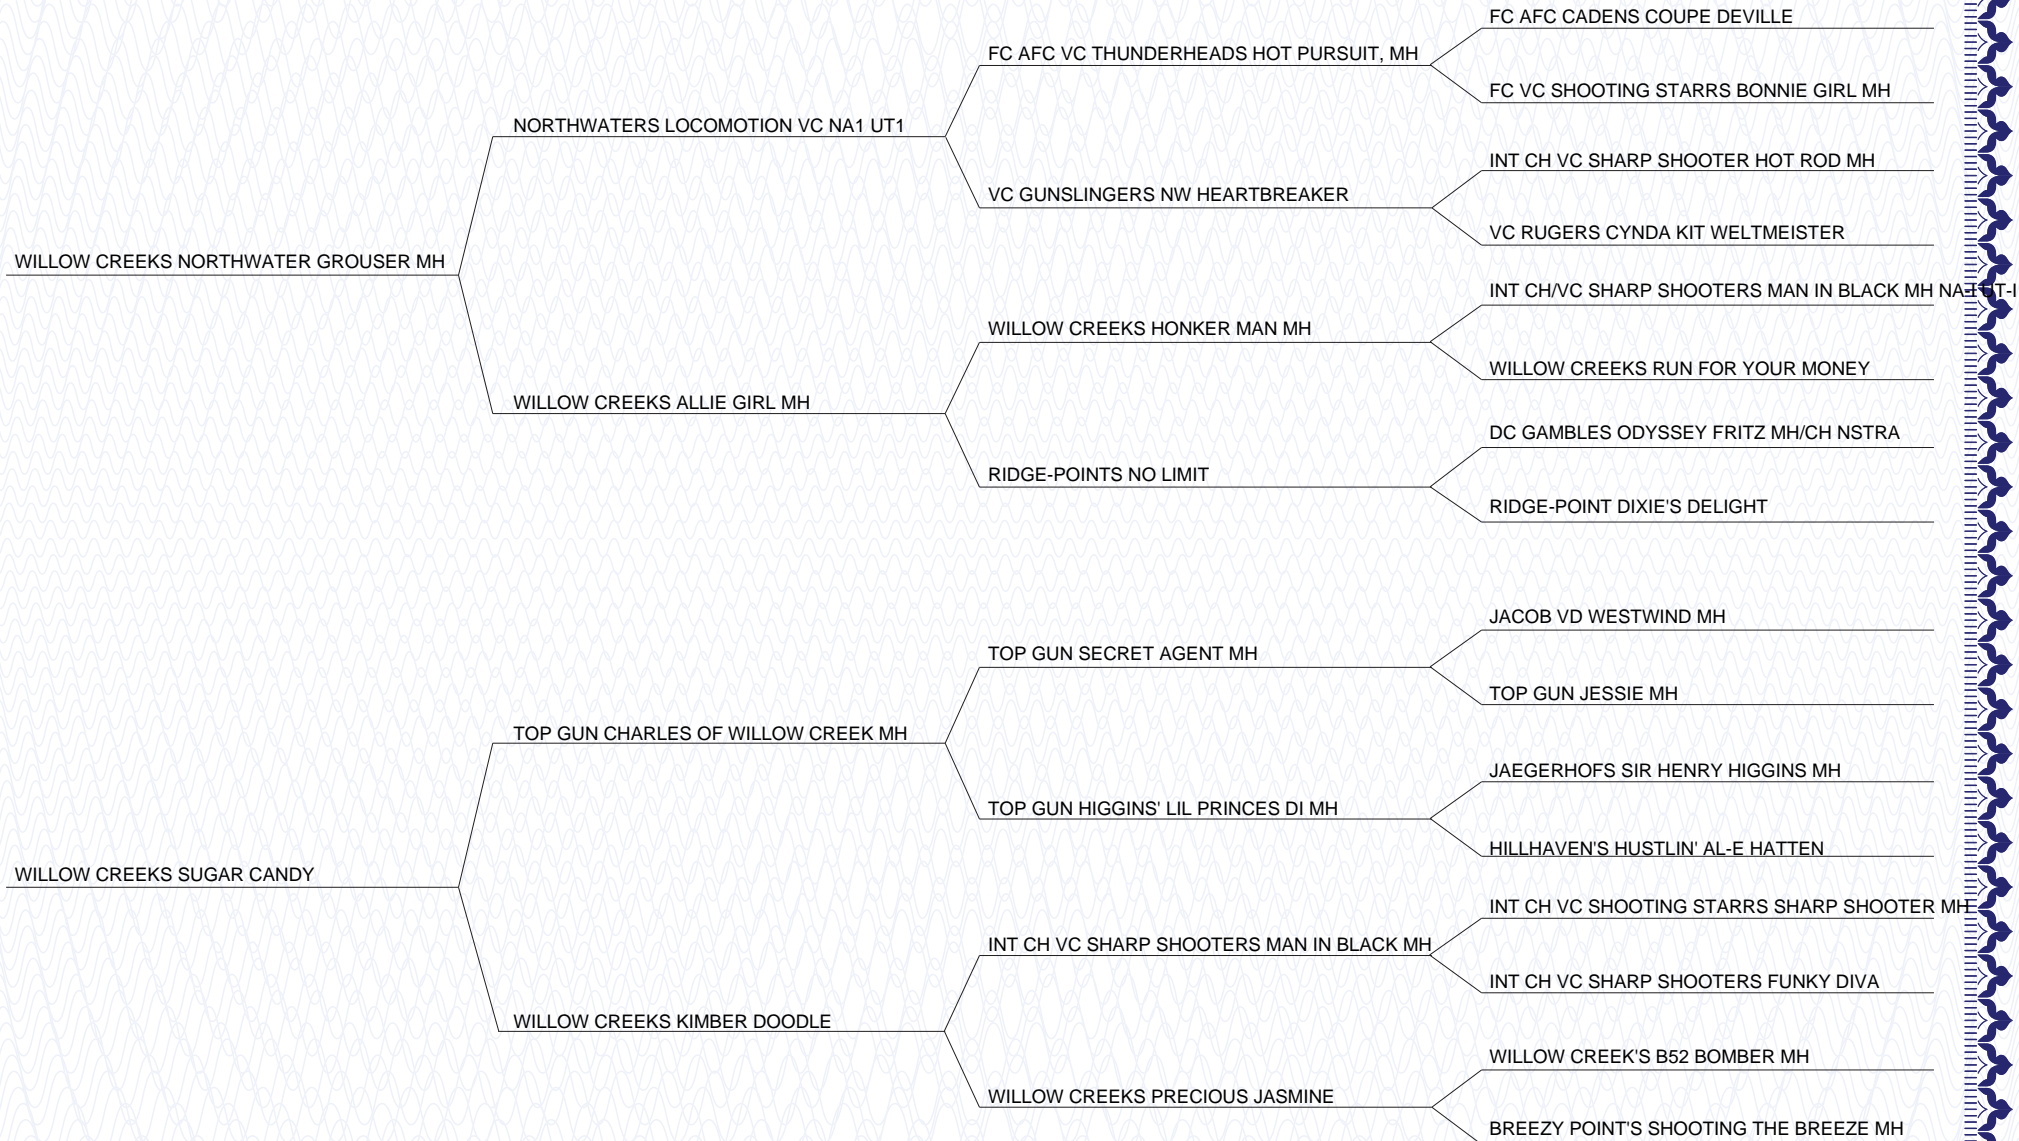 FC AFC CADENS COUPE DEVILLE
FC AFC VC THUNDERHEADS HOT PURSUIT, MH
FC VC SHOOTING STARRS BONNIE GIRL MH
NORTHWATERS LOCOMOTION VC NA1 UT1
INT CH VC SHARP SHOOTER HOT ROD MH
VC GUNSLINGERS NW HEARTBREAKER
VC RUGERS CYNDA KIT WELTMEISTER
WILLOW CREEKS NORTHWATER GROUSER MH
INT CH/VC SHARP SHOOTERS MAN IN BLACK MH NA-I UT-I
WILLOW CREEKS HONKER MAN MH
WILLOW CREEKS RUN FOR YOUR MONEY
WILLOW CREEKS ALLIE GIRL MH
DC GAMBLES ODYSSEY FRITZ MH/CH NSTRA
RIDGE-POINTS NO LIMIT
RIDGE-POINT DIXIE'S DELIGHT
JACOB VD WESTWIND MH
TOP GUN SECRET AGENT MH
TOP GUN JESSIE MH
TOP GUN CHARLES OF WILLOW CREEK MH
JAEGERHOFS SIR HENRY HIGGINS MH
TOP GUN HIGGINS' LIL PRINCES DI MH
HILLHAVEN'S HUSTLIN' AL-E HATTEN
WILLOW CREEKS SUGAR CANDY
INT CH VC SHOOTING STARRS SHARP SHOOTER MH
INT CH VC SHARP SHOOTERS MAN IN BLACK MH
INT CH VC SHARP SHOOTERS FUNKY DIVA
WILLOW CREEKS KIMBER DOODLE
WILLOW CREEK'S B52 BOMBER MH
WILLOW CREEKS PRECIOUS JASMINE
BREEZY POINT'S SHOOTING THE BREEZE MH